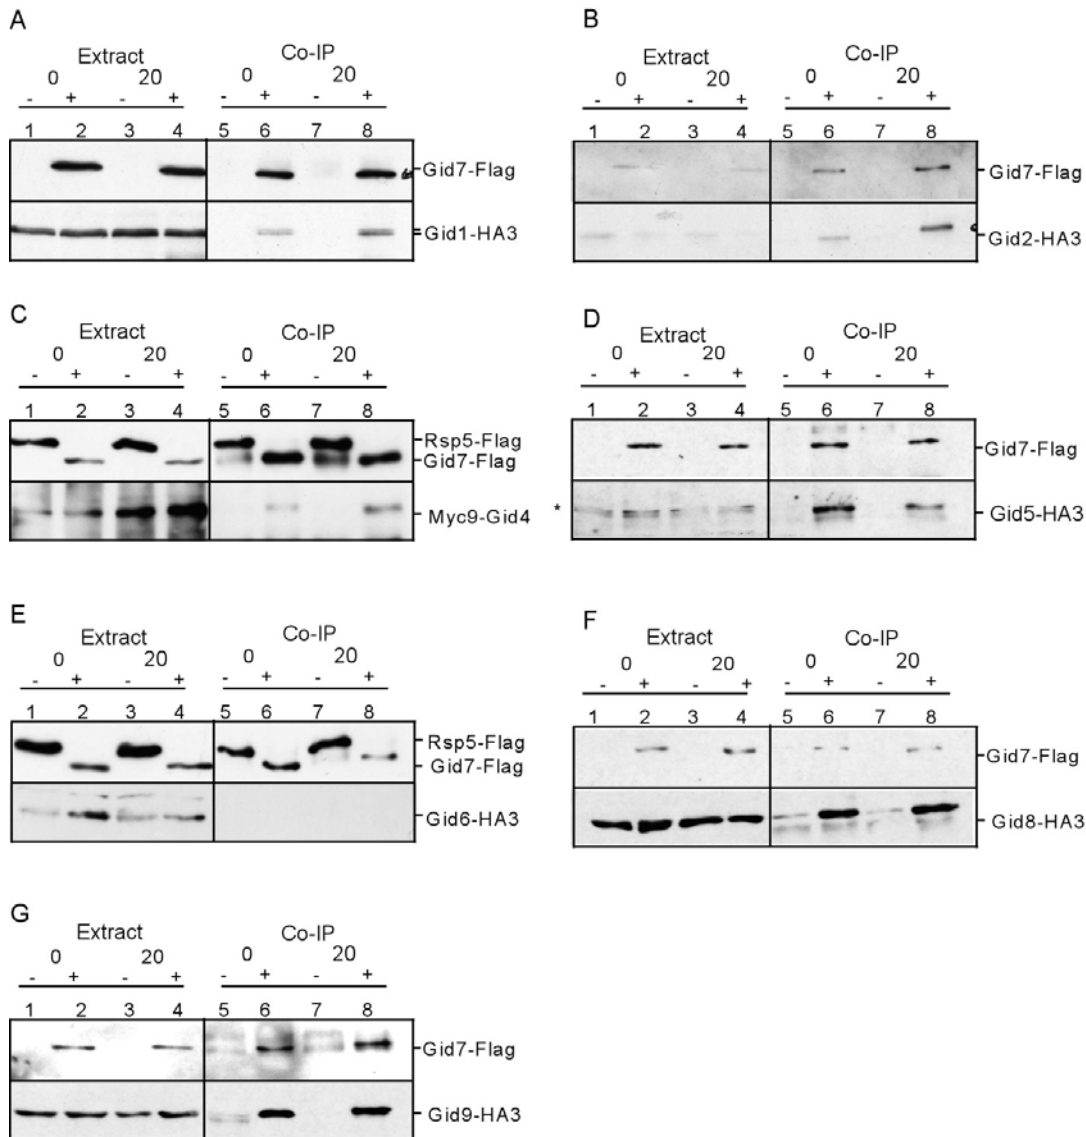 A
Extract Co-IP
0 20 0 20
- + - + - + - +
1 2 3 4 5 6 7 8
Gid7-Flag
Gid1-HA3
B
Extract Co-IP
0 20 0 20
- + - + - + - +
1 2 3 4 5 6 7 8
Gid7-Flag
Gid2-HA3
C
Extract Co-IP
0 20 0 20
- + - + - + - +
1 2 3 4 5 6 7 8
Rsp5-Flag
Gid7-Flag
Myc9-Gid4
D
Extract Co-IP
0 20 0 20
- + - + - + - +
1 2 3 4 5 6 7 8
Gid7-Flag
* Gid5-HA3
E
Extract Co-IP
0 20 0 20
- + - + - + - +
1 2 3 4 5 6 7 8
Rsp5-Flag
Gid7-Flag
Gid6-HA3
F
Extract Co-IP
0 20 0 20
- + - + - + - +
1 2 3 4 5 6 7 8
Gid7-Flag
Gid8-HA3
G
Extract Co-IP
0 20 0 20
- + - + - + - +
1 2 3 4 5 6 7 8
Gid7-Flag
Gid9-HA3